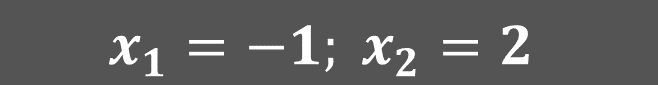 x₁ = −1; x₂ = 2